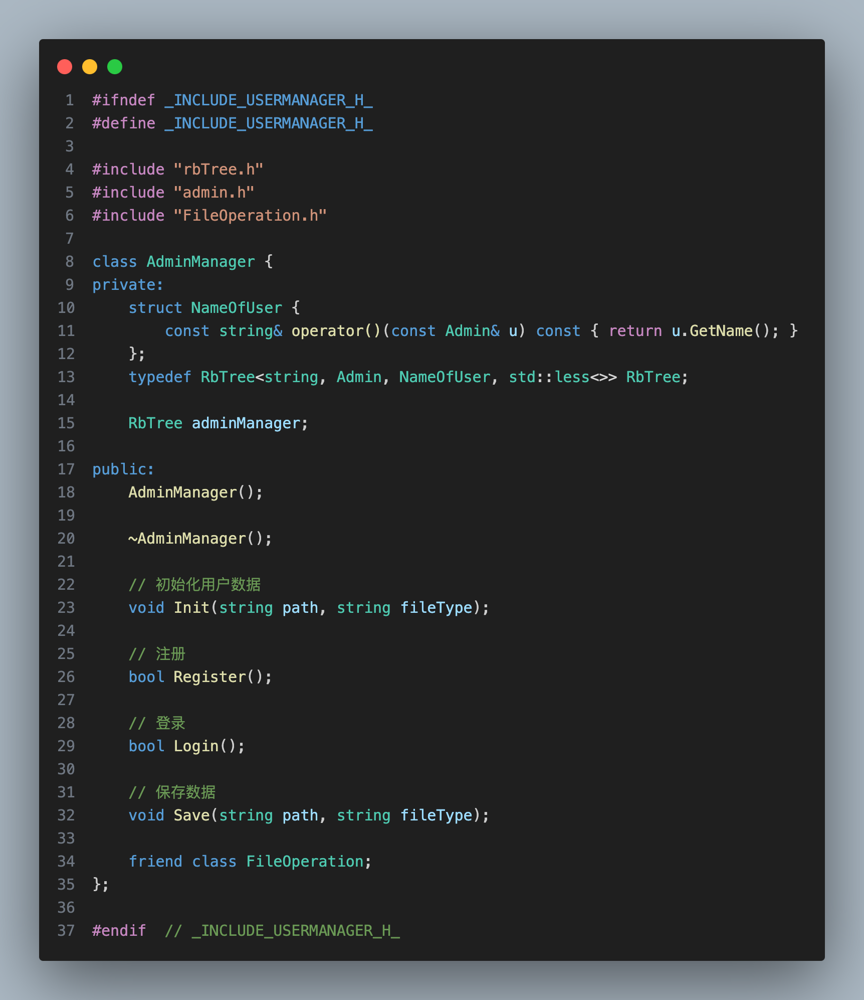 1 #ifndef _INCLUDE_USERMANAGER_H_
2 #define _INCLUDE_USERMANAGER_H_
3
4 #include "rbTree.h"
5 #include "admin.h"
6 #include "FileOperation.h"
7
8 class AdminManager {
9 private:
10     struct NameOfUser {
11         const string& operator()(const Admin& u) const { return u.GetName(); }
12     };
13     typedef RbTree<string, Admin, NameOfUser, std::less<>> RbTree;
14
15     RbTree adminManager;
16
17 public:
18     AdminManager();
19
20     ~AdminManager();
21
22     // 初始化用户数据
23     void Init(string path, string fileType);
24
25     // 注册
26     bool Register();
27
28     // 登录
29     bool Login();
30
31     // 保存数据
32     void Save(string path, string fileType);
33
34     friend class FileOperation;
35 };
36
37 #endif  // _INCLUDE_USERMANAGER_H_